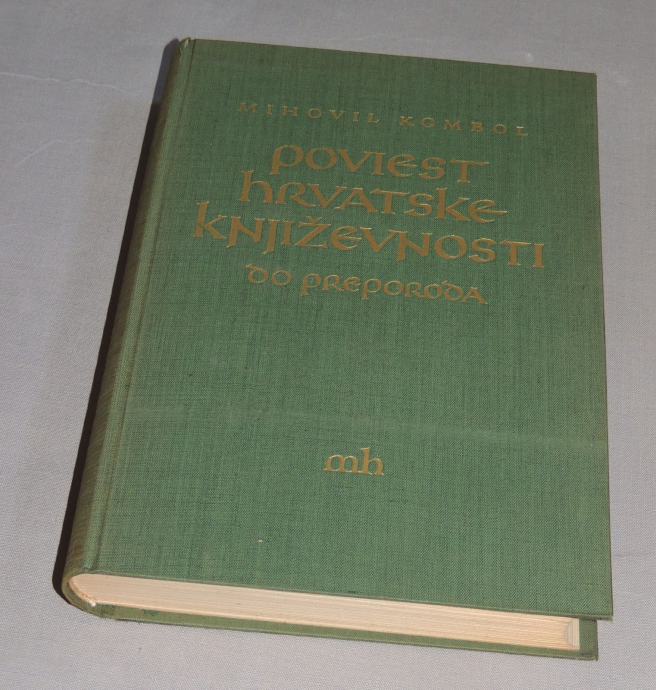 MIHOVIL KOMBOL
POVIEST
HRVATSKE
KNJIŽEVNOSTI
DO PREPORODA
mh